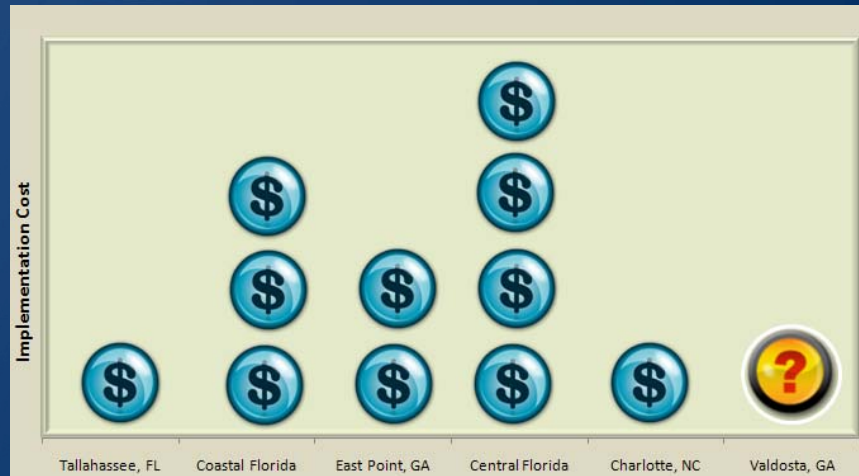 Implementation Cost
$
$
$
$
$
$
$
$
$
$
$
?
Tallahassee, FL
Coastal Florida
East Point, GA
Central Florida
Charlotte, NC
Valdosta, GA